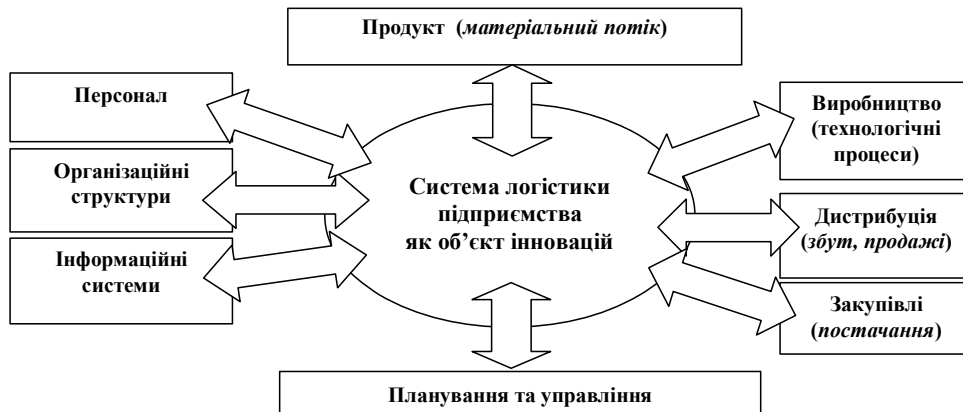 Продукт (матеріальний потік)
Персонал
Організаційні
структури
Інформаційні
системи
Система логістики
підприємства
як об’єкт інновацій
Виробництво
(технологічні
процеси)
Дистрибуція
(збут, продажі)
Закупівлі
(постачання)
Планування та управління